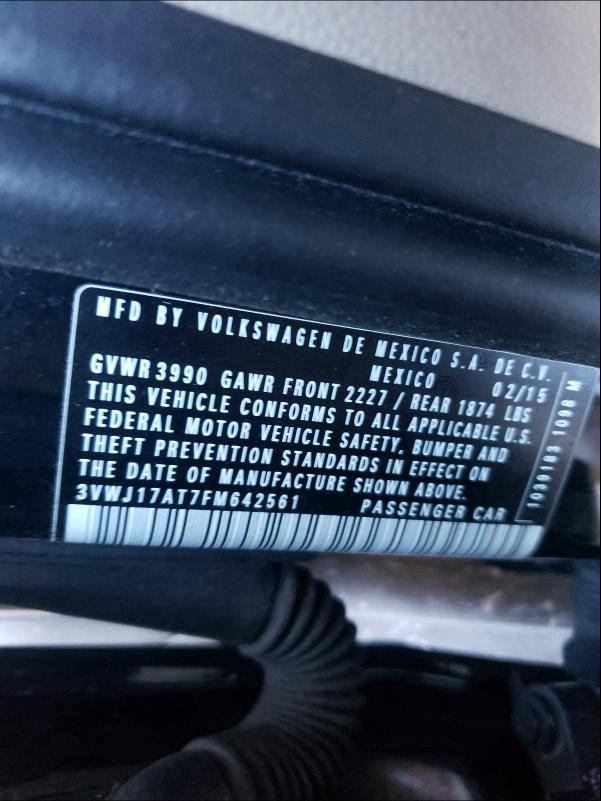 MFD BY VOLKSWAGEN DE MEXICO S.A. DE C.V.
MEXICO 02/15
GVWR 3990 GAWR FRONT 2227 / REAR 1874 LBS
THIS VEHICLE CONFORMS TO ALL APPLICABLE U.S.
FEDERAL MOTOR VEHICLE SAFETY, BUMPER AND
THEFT PREVENTION STANDARDS IN EFFECT ON
THE DATE OF MANUFACTURE SHOWN ABOVE.
3VWJ17AT7FM642561 PASSENGER CAR
1039183 1098 M